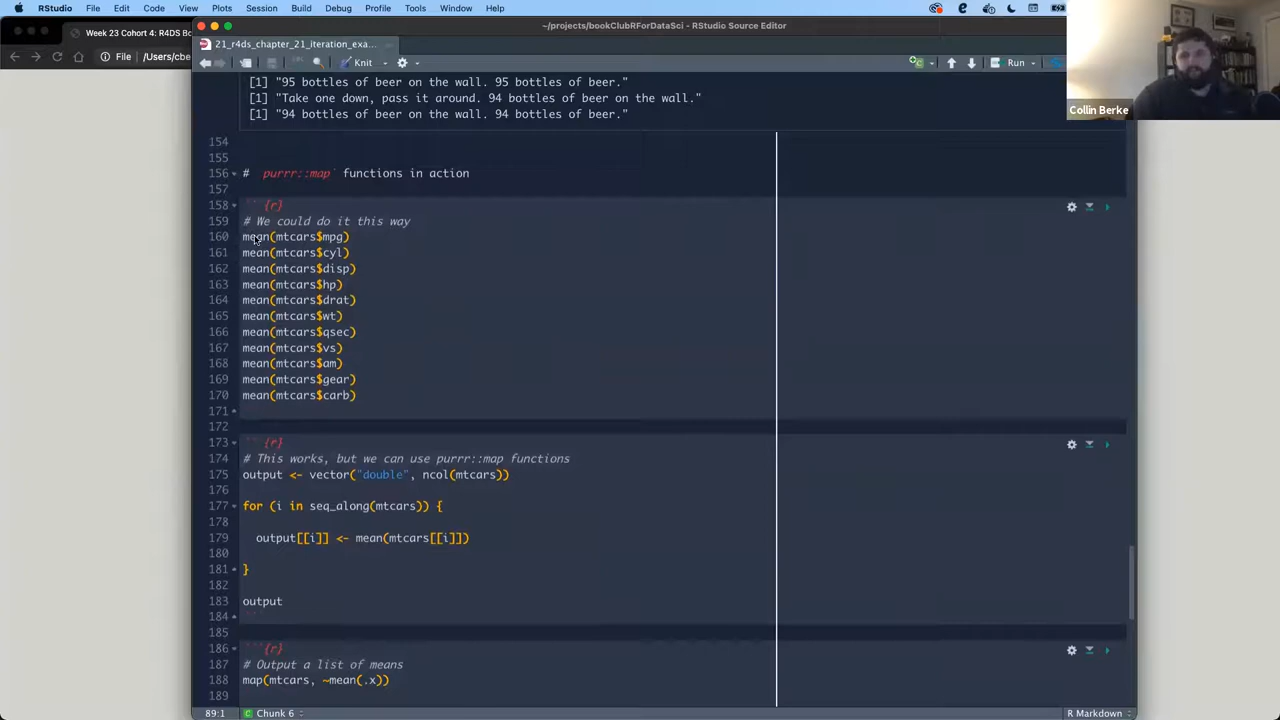 RStudio File Edit Code View Plots Session Build Debug Profile Tools Window Help
Week 23 Cohort 4: R4DS Bo
File /Users/cbe
~/projects/bookClubRForDataSci - RStudio Source Editor
21_r4ds_chapter_21_iteration_exa...
Knit Run
[1] "95 bottles of beer on the wall. 95 bottles of beer."
[1] "Take one down, pass it around. 94 bottles of beer on the wall."
[1] "94 bottles of beer on the wall. 94 bottles of beer."
Collin Berke
154
155
156 # `purrr::map` functions in action
157
158 ```{r}
159 # We could do it this way
160 mean(mtcars$mpg)
161 mean(mtcars$cyl)
162 mean(mtcars$disp)
163 mean(mtcars$hp)
164 mean(mtcars$drat)
165 mean(mtcars$wt)
166 mean(mtcars$qsec)
167 mean(mtcars$vs)
168 mean(mtcars$am)
169 mean(mtcars$gear)
170 mean(mtcars$carb)
171 ```
172
173 ```{r}
174 # This works, but we can use purrr::map functions
175 output <- vector("double", ncol(mtcars))
176
177 for (i in seq_along(mtcars)) {
178
179 output[[i]] <- mean(mtcars[[i]])
180
181 }
182
183 output
184 ```
185
186 ```{r}
187 # Output a list of means
188 map(mtcars, ~mean(.x))
189
89:1 Chunk 6 R Markdown